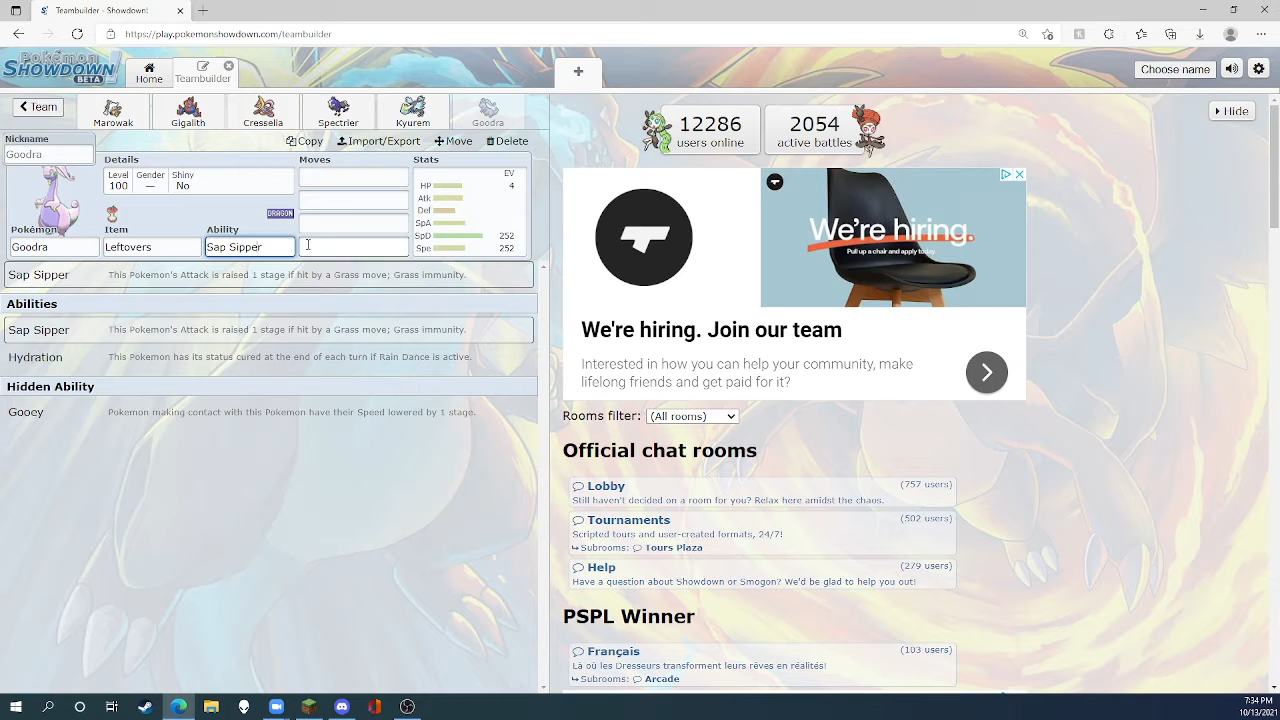 Showdown!
https://play.pokemonshowdown.com/teambuilder
Pokémon
SHOWDOWN
BETA
Home
Teambuilder
+
Choose name
< Team
Marowak
Gigalith
Cresselia
Spectrier
Kyurem
Goodra
Nickname
Goodra
Copy
Import/Export
Move
Delete
Details
Level Gender Shiny
100 — No
Moves
Stats
EV
HP 4
Atk
Def
SpA
SpD 252
Spe 252
DRAGON
Pokémon
Goodra
Item
Leftovers
Ability
Sap Sipper
Sap Sipper This Pokemon's Attack is raised 1 stage if hit by a Grass move; Grass immunity.
Abilities
Sap Sipper This Pokemon's Attack is raised 1 stage if hit by a Grass move; Grass immunity.
Hydration This Pokemon has its status cured at the end of each turn if Rain Dance is active.
Hidden Ability
Gooey Pokemon making contact with this Pokemon have their Speed lowered by 1 stage.
12286
users online
2054
active battles
Hide
We're hiring.
Pull up a chair and apply today.
We're hiring. Join our team
Interested in how you can help your community, make
lifelong friends and get paid for it?
Rooms filter: (All rooms)
Official chat rooms
Lobby (757 users)
Still haven't decided on a room for you? Relax here amidst the chaos.
Tournaments (502 users)
Scripted tours and user-created formats, 24/7!
Subrooms: Tours Plaza
Help (279 users)
Have a question about Showdown or Smogon? We'd be glad to help you out!
PSPL Winner
Français (103 users)
Là où les Dresseurs transforment leurs rêves en réalités!
Subrooms: Arcade
7:34 PM
10/13/2021